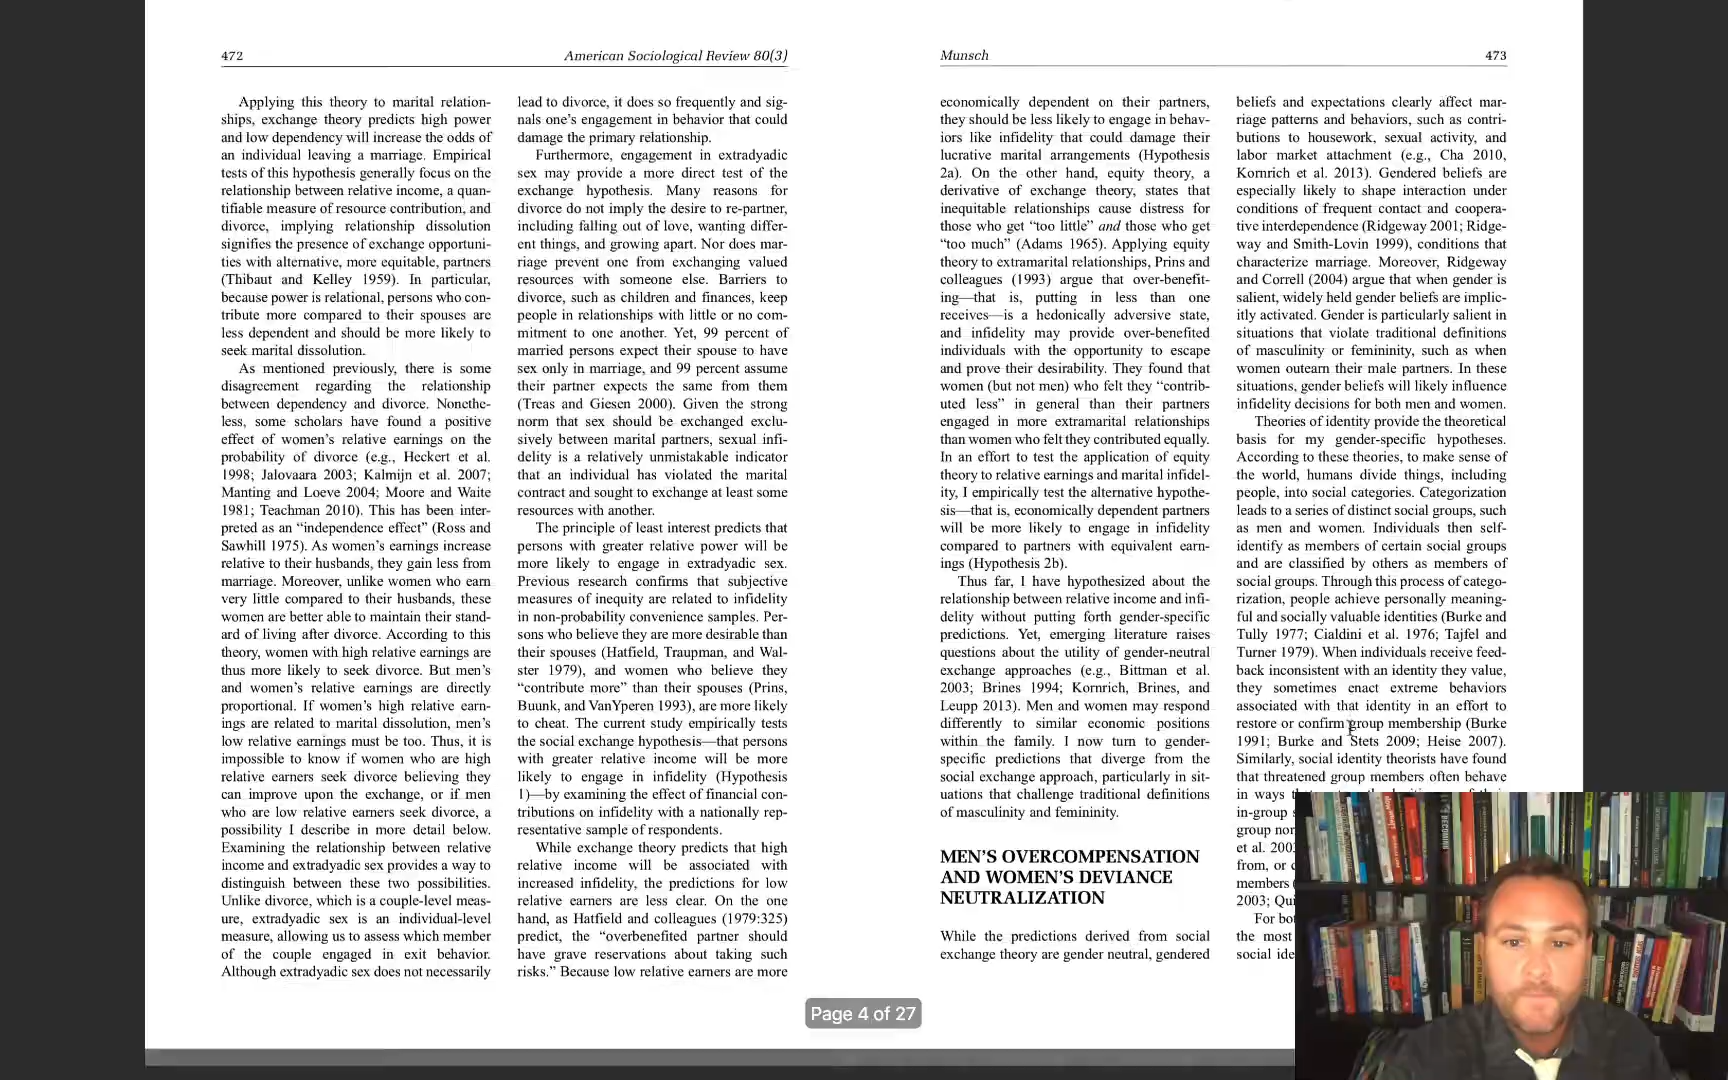 472
American Sociological Review 80(3)
Applying this theory to marital relation-
ships, exchange theory predicts high power
and low dependency will increase the odds of
an individual leaving a marriage. Empirical
tests of this hypothesis generally focus on the
relationship between relative income, a quan-
tifiable measure of resource contribution, and
divorce, implying relationship dissolution
signifies the presence of exchange opportuni-
ties with alternative, more equitable, partners
(Thibaut and Kelley 1959). In particular,
because power is relational, persons who con-
tribute more compared to their spouses are
less dependent and should be more likely to
seek marital dissolution.
As mentioned previously, there is some
disagreement regarding the relationship
between dependency and divorce. Nonethe-
less, some scholars have found a positive
effect of women's relative earnings on the
probability of divorce (e.g., Heckert et al.
1998; Jalovaara 2003; Kalmijn et al. 2007;
Manting and Loeve 2004; Moore and Waite
1981; Teachman 2010). This has been inter-
preted as an “independence effect” (Ross and
Sawhill 1975). As women's earnings increase
relative to their husbands, they gain less from
marriage. Moreover, unlike women who earn
very little compared to their husbands, these
women are better able to maintain their stand-
ard of living after divorce. According to this
theory, women with high relative earnings are
thus more likely to seek divorce. But men's
and women's relative earnings are directly
proportional. If women's high relative earn-
ings are related to marital dissolution, men's
low relative earnings must be too. Thus, it is
impossible to know if women who are high
relative earners seek divorce believing they
can improve upon the exchange, or if men
who are low relative earners seek divorce, a
possibility I describe in more detail below.
Examining the relationship between relative
income and extradyadic sex provides a way to
distinguish between these two possibilities.
Unlike divorce, which is a couple-level meas-
ure, extradyadic sex is an individual-level
measure, allowing us to assess which member
of the couple engaged in exit behavior.
Although extradyadic sex does not necessarily
lead to divorce, it does so frequently and sig-
nals one's engagement in behavior that could
damage the primary relationship.
Furthermore, engagement in extradyadic
sex may provide a more direct test of the
exchange hypothesis. Many reasons for
divorce do not imply the desire to re-partner,
including falling out of love, wanting differ-
ent things, and growing apart. Nor does mar-
riage prevent one from exchanging valued
resources with someone else. Barriers to
divorce, such as children and finances, keep
people in relationships with little or no com-
mitment to one another. Yet, 99 percent of
married persons expect their spouse to have
sex only in marriage, and 99 percent assume
their partner expects the same from them
(Treas and Giesen 2000). Given the strong
norm that sex should be exchanged exclu-
sively between marital partners, sexual infi-
delity is a relatively unmistakable indicator
that an individual has violated the marital
contract and sought to exchange at least some
resources with another.
The principle of least interest predicts that
persons with greater relative power will be
more likely to engage in extradyadic sex.
Previous research confirms that subjective
measures of inequity are related to infidelity
in non-probability convenience samples. Per-
sons who believe they are more desirable than
their spouses (Hatfield, Traupman, and Wal-
ster 1979), and women who believe they
“contribute more” than their spouses (Prins,
Buunk, and VanYperen 1993), are more likely
to cheat. The current study empirically tests
the social exchange hypothesis—that persons
with greater relative income will be more
likely to engage in infidelity (Hypothesis
1)—by examining the effect of financial con-
tributions on infidelity with a nationally rep-
resentative sample of respondents.
While exchange theory predicts that high
relative income will be associated with
increased infidelity, the predictions for low
relative earners are less clear. On the one
hand, as Hatfield and colleagues (1979:325)
predict, the “overbenefited partner should
have grave reservations about taking such
risks.” Because low relative earners are more
Munsch
473
economically dependent on their partners,
they should be less likely to engage in behav-
iors like infidelity that could damage their
lucrative marital arrangements (Hypothesis
2a). On the other hand, equity theory, a
derivative of exchange theory, states that
inequitable relationships cause distress for
those who get “too little” and those who get
“too much” (Adams 1965). Applying equity
theory to extramarital relationships, Prins and
colleagues (1993) argue that over-benefit-
ing—that is, putting in less than one
receives—is a hedonically adversive state,
and infidelity may provide over-benefited
individuals with the opportunity to escape
and prove their desirability. They found that
women (but not men) who felt they “contrib-
uted less” in general than their partners
engaged in more extramarital relationships
than women who felt they contributed equally.
In an effort to test the application of equity
theory to relative earnings and marital infidel-
ity, I empirically test the alternative hypothe-
sis—that is, economically dependent partners
will be more likely to engage in infidelity
compared to partners with equivalent earn-
ings (Hypothesis 2b).
Thus far, I have hypothesized about the
relationship between relative income and infi-
delity without putting forth gender-specific
predictions. Yet, emerging literature raises
questions about the utility of gender-neutral
exchange approaches (e.g., Bittman et al.
2003; Brines 1994; Kornrich, Brines, and
Leupp 2013). Men and women may respond
differently to similar economic positions
within the family. I now turn to gender-
specific predictions that diverge from the
social exchange approach, particularly in sit-
uations that challenge traditional definitions
of masculinity and femininity.
MEN'S OVERCOMPENSATION
AND WOMEN'S DEVIANCE
NEUTRALIZATION
While the predictions derived from social
exchange theory are gender neutral, gendered
beliefs and expectations clearly affect mar-
riage patterns and behaviors, such as contri-
butions to housework, sexual activity, and
labor market attachment (e.g., Cha 2010,
Kornrich et al. 2013). Gendered beliefs are
especially likely to shape interaction under
conditions of frequent contact and coopera-
tive interdependence (Ridgeway 2001; Ridge-
way and Smith-Lovin 1999), conditions that
characterize marriage. Moreover, Ridgeway
and Correll (2004) argue that when gender is
salient, widely held gender beliefs are implic-
itly activated. Gender is particularly salient in
situations that violate traditional definitions
of masculinity or femininity, such as when
women outearn their male partners. In these
situations, gender beliefs will likely influence
infidelity decisions for both men and women.
Theories of identity provide the theoretical
basis for my gender-specific hypotheses.
According to these theories, to make sense of
the world, humans divide things, including
people, into social categories. Categorization
leads to a series of distinct social groups, such
as men and women. Individuals then self-
identify as members of certain social groups
and are classified by others as members of
social groups. Through this process of catego-
rization, people achieve personally meaning-
ful and socially valuable identities (Burke and
Tully 1977; Cialdini et al. 1976; Tajfel and
Turner 1979). When individuals receive feed-
back inconsistent with an identity they value,
they sometimes enact extreme behaviors
associated with that identity in an effort to
restore or confirm group membership (Burke
1991; Burke and Stets 2009; Heise 2007).
Similarly, social identity theorists have found
that threatened group members often behave
in ways
in-group
group
et al.
from, or
members
2003;
For
the most
social
Page 4 of 27